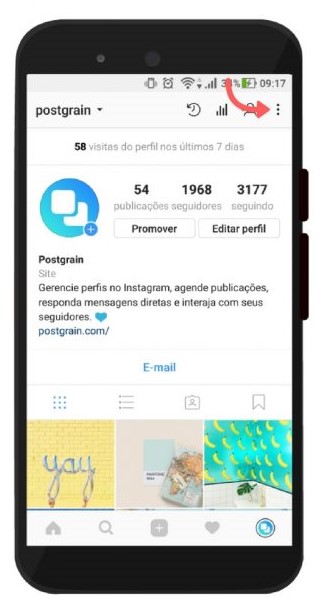 34% 09:17
postgrain
58 visitas do perfil nos últimos 7 dias
54 1968 3177
publicações seguidores seguindo
Promover Editar perfil
Postgrain
Site
Gerencie perfis no Instagram, agende publicações,
responda mensagens diretas e interaja com seus
seguidores.
postgrain.com/
E-mail
yay
PANTONE